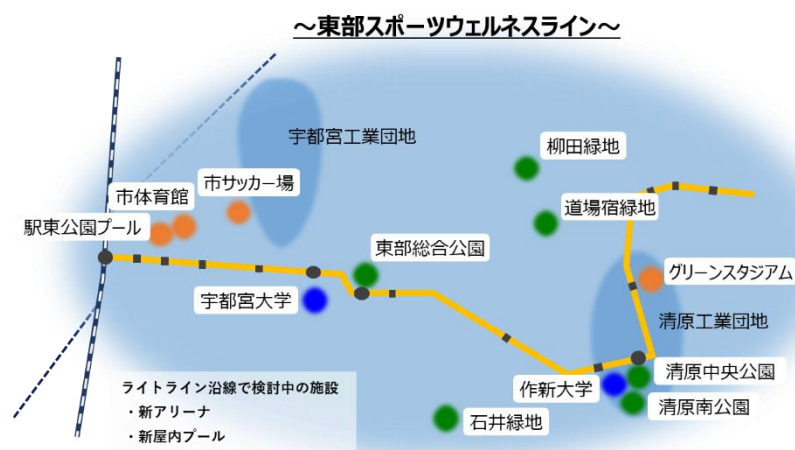 ～東部スポーツウェルネスライン～
宇都宮工業団地
柳田緑地
市サッカー場
市体育館
道場宿緑地
駅東公園プール
東部総合公園
グリーンスタジアム
宇都宮大学
清原工業団地
清原中央公園
作新大学
清原南公園
石井緑地
ライトライン沿線で検討中の施設
・新アリーナ
・新屋内プール